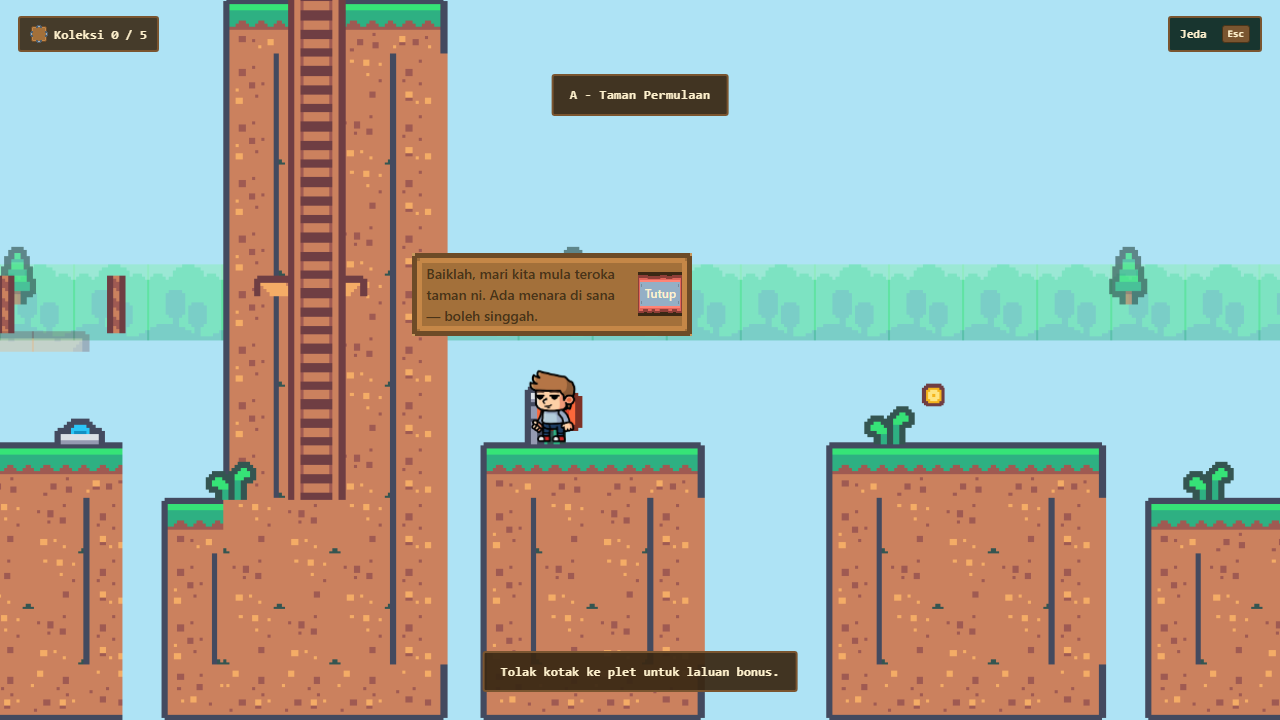 Koleksi 0 / 5
Jeda Esc
A - Taman Permulaan
Baiklah, mari kita mula teroka
taman ni. Ada menara di sana
— boleh singgah.
Tutup
Tolak kotak ke plet untuk laluan bonus.